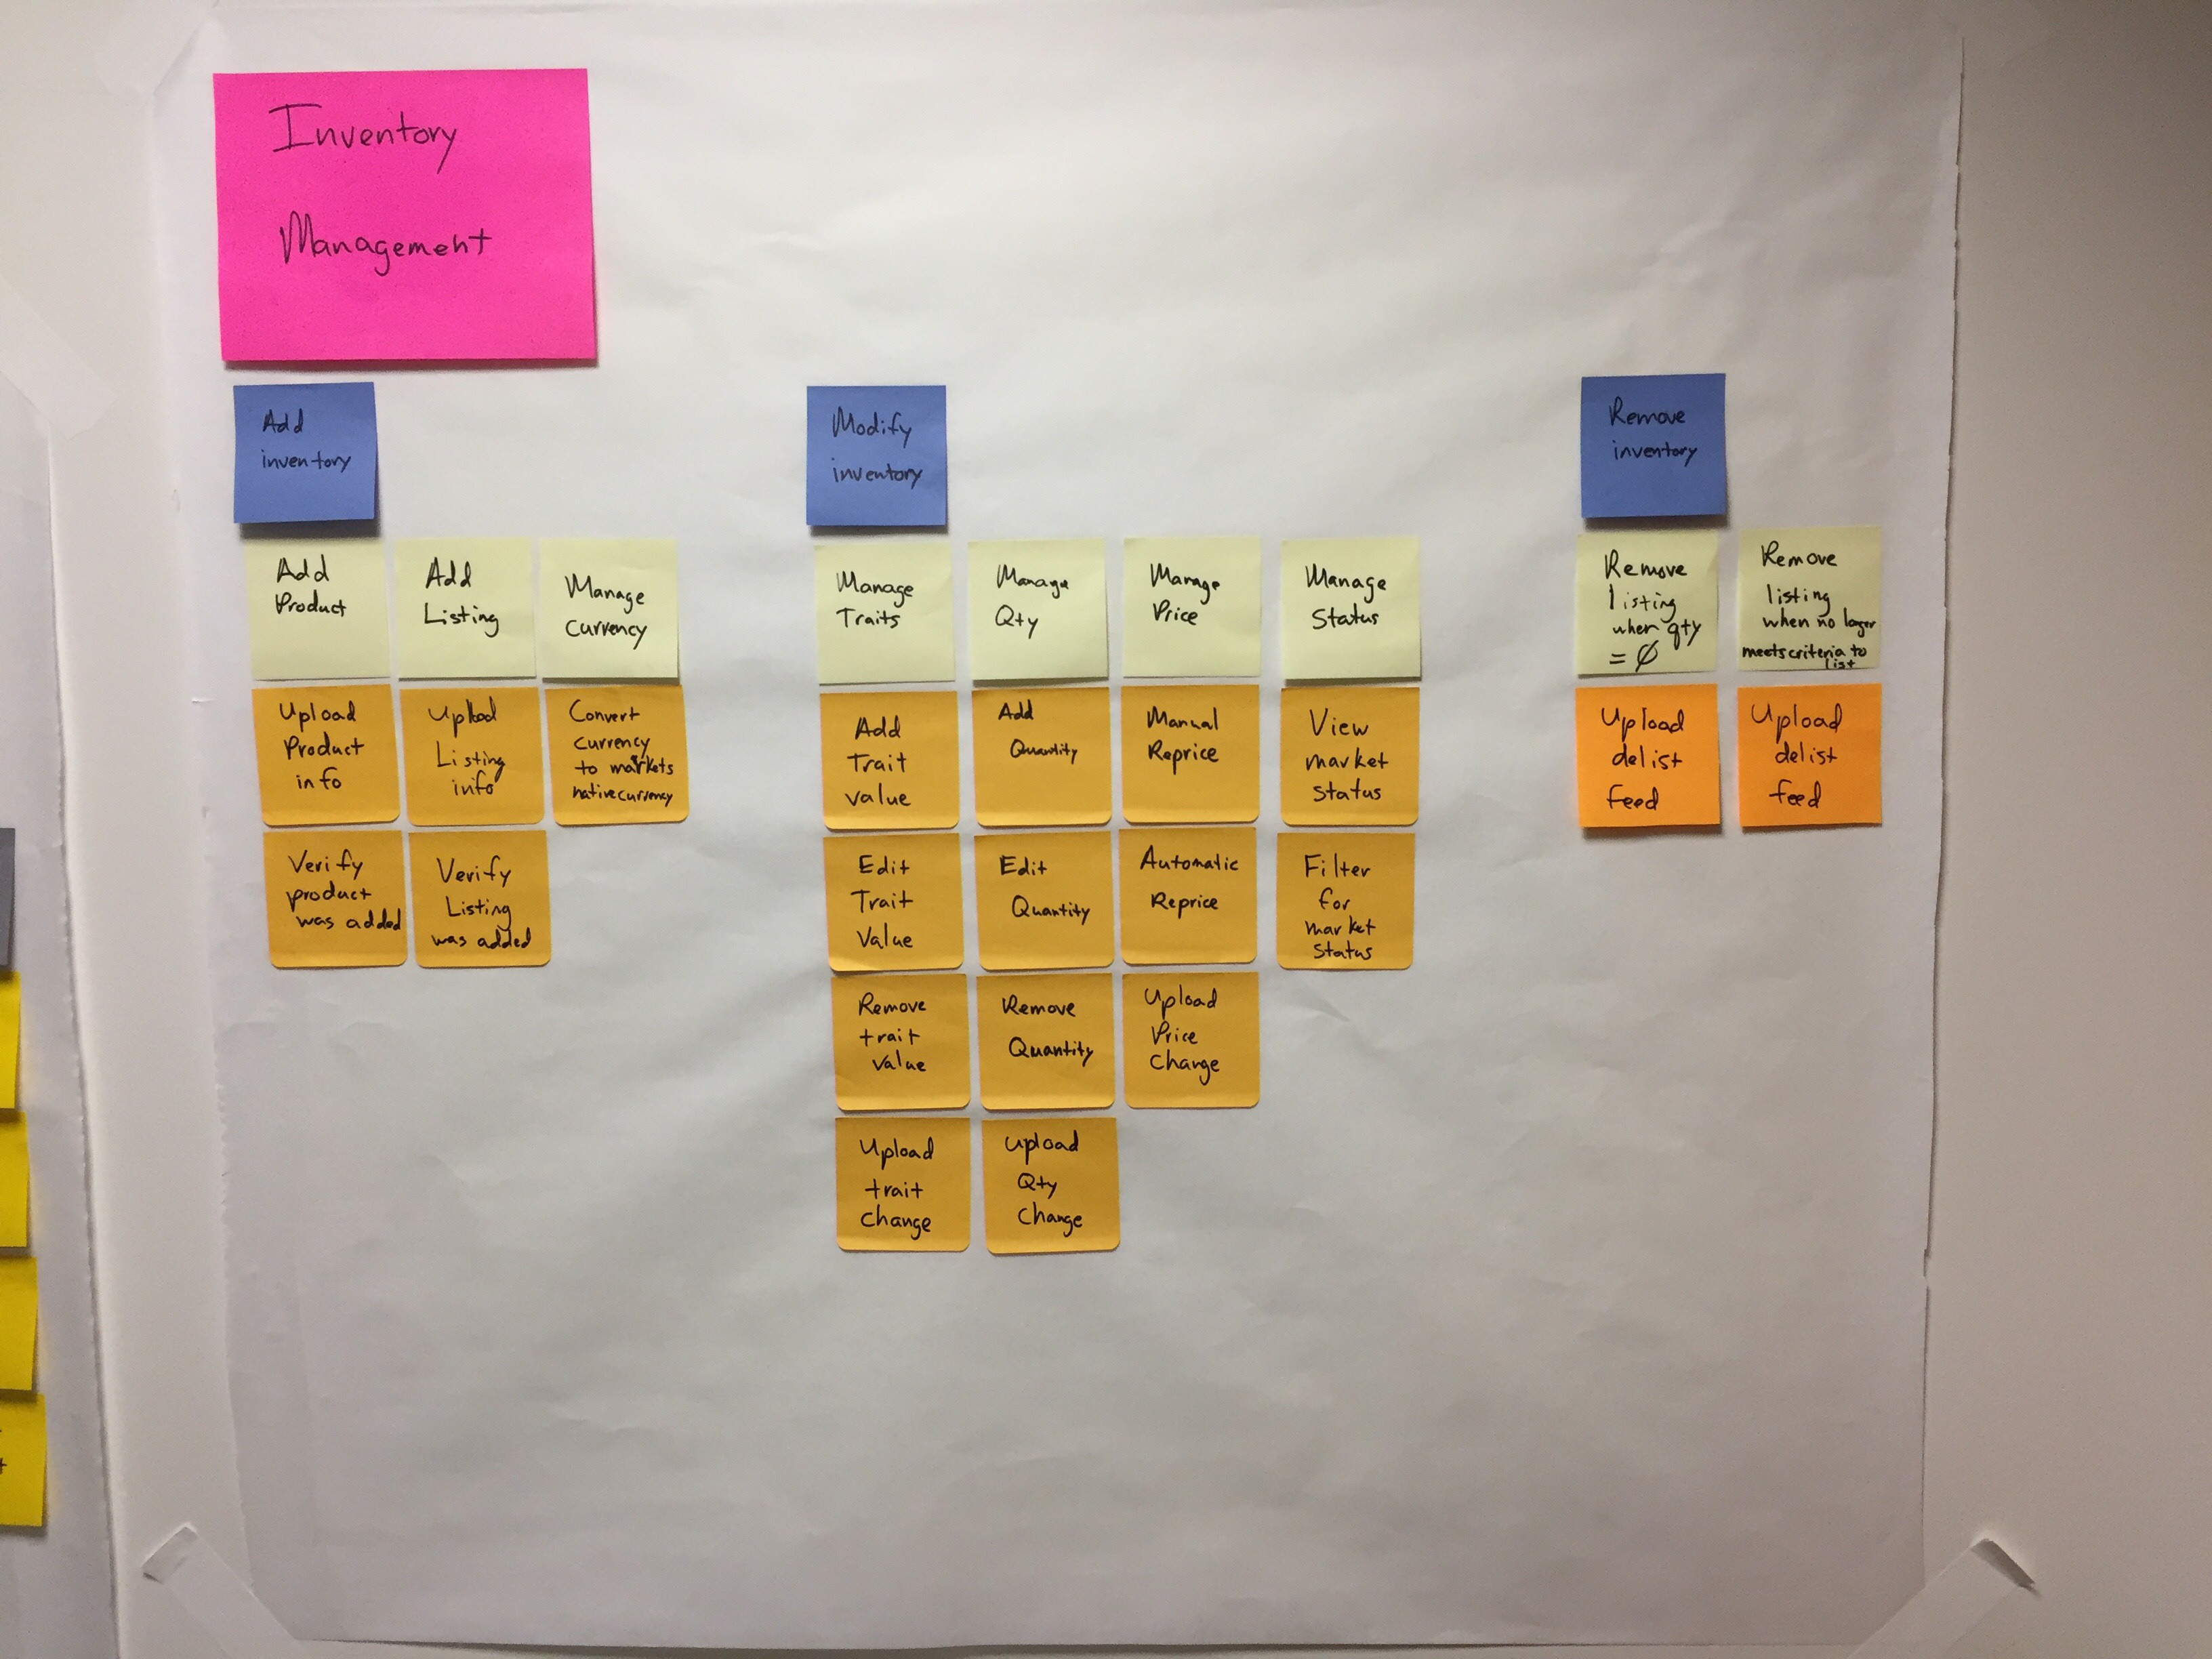 Inventory
Management
Add
inventory
Modify
inventory
Remove
inventory
Add
Product
Add
Listing
Manage
Currency
Manage
Traits
Manage
Qty
Manage
Price
Manage
Status
Remove
listing
when qty
= Ø
Remove
listing
when no lager
meets criteria to
list
Upload
Product
info
Upload
Listing
info
Convert
currency
to markets
native currency
Add
Trait
value
Add
Quantity
Manual
Reprice
View
market
status
Upload
delist
feed
Upload
delist
feed
Verify
product
was added
Verify
Listing
was added
Edit
Trait
Value
Edit
Quantity
Automatic
Reprice
Filter
for
market
Status
Remove
trait
value
Remove
Quantity
Upload
Price
Change
Upload
trait
change
upload
Qty
Change